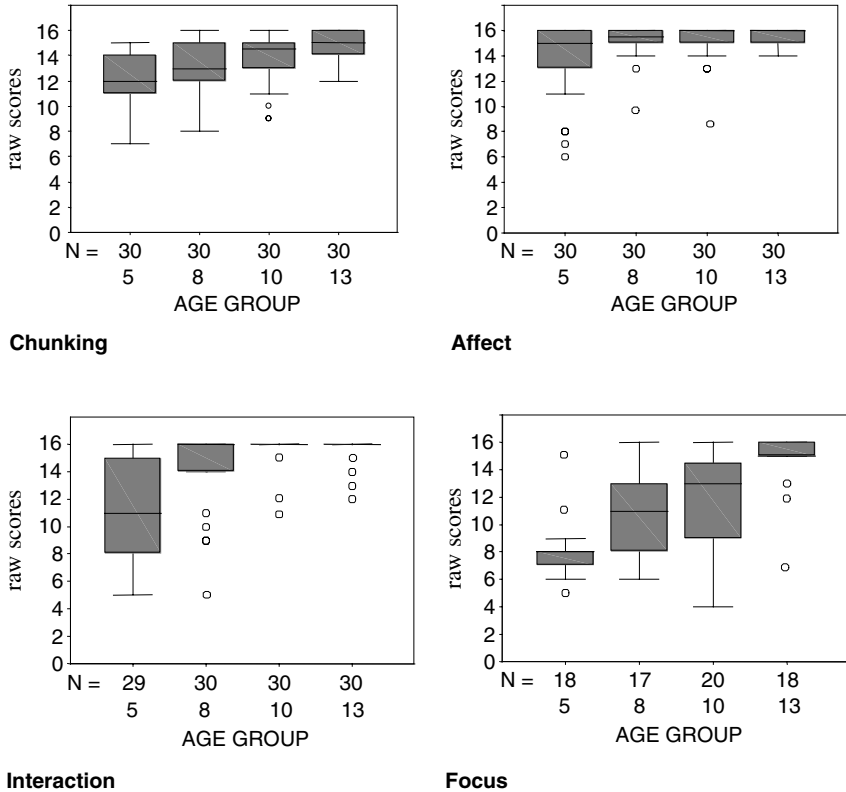 raw scores
16
14
12
10
8
6
4
2
0
N = 30 30 30 30
5 8 10 13
AGE GROUP
Chunking
raw scores
16
14
12
10
8
6
4
2
0
N = 30 30 30 30
5 8 10 13
AGE GROUP
Affect
raw scores
16
14
12
10
8
6
4
2
0
N = 29 30 30 30
5 8 10 13
AGE GROUP
Interaction
raw scores
16
14
12
10
8
6
4
2
0
N = 18 17 20 18
5 8 10 13
AGE GROUP
Focus